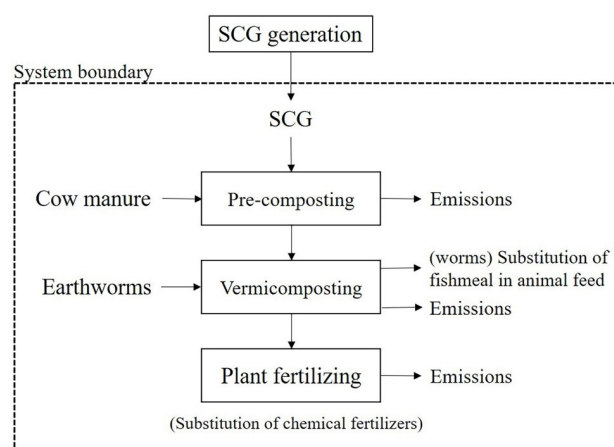 SCG generation
System boundary
SCG
Cow manure
Pre-composting
Emissions
Earthworms
Vermicomposting
(worms) Substitution of
fishmeal in animal feed
Emissions
Plant fertilizing
Emissions
(Substitution of chemical fertilizers)